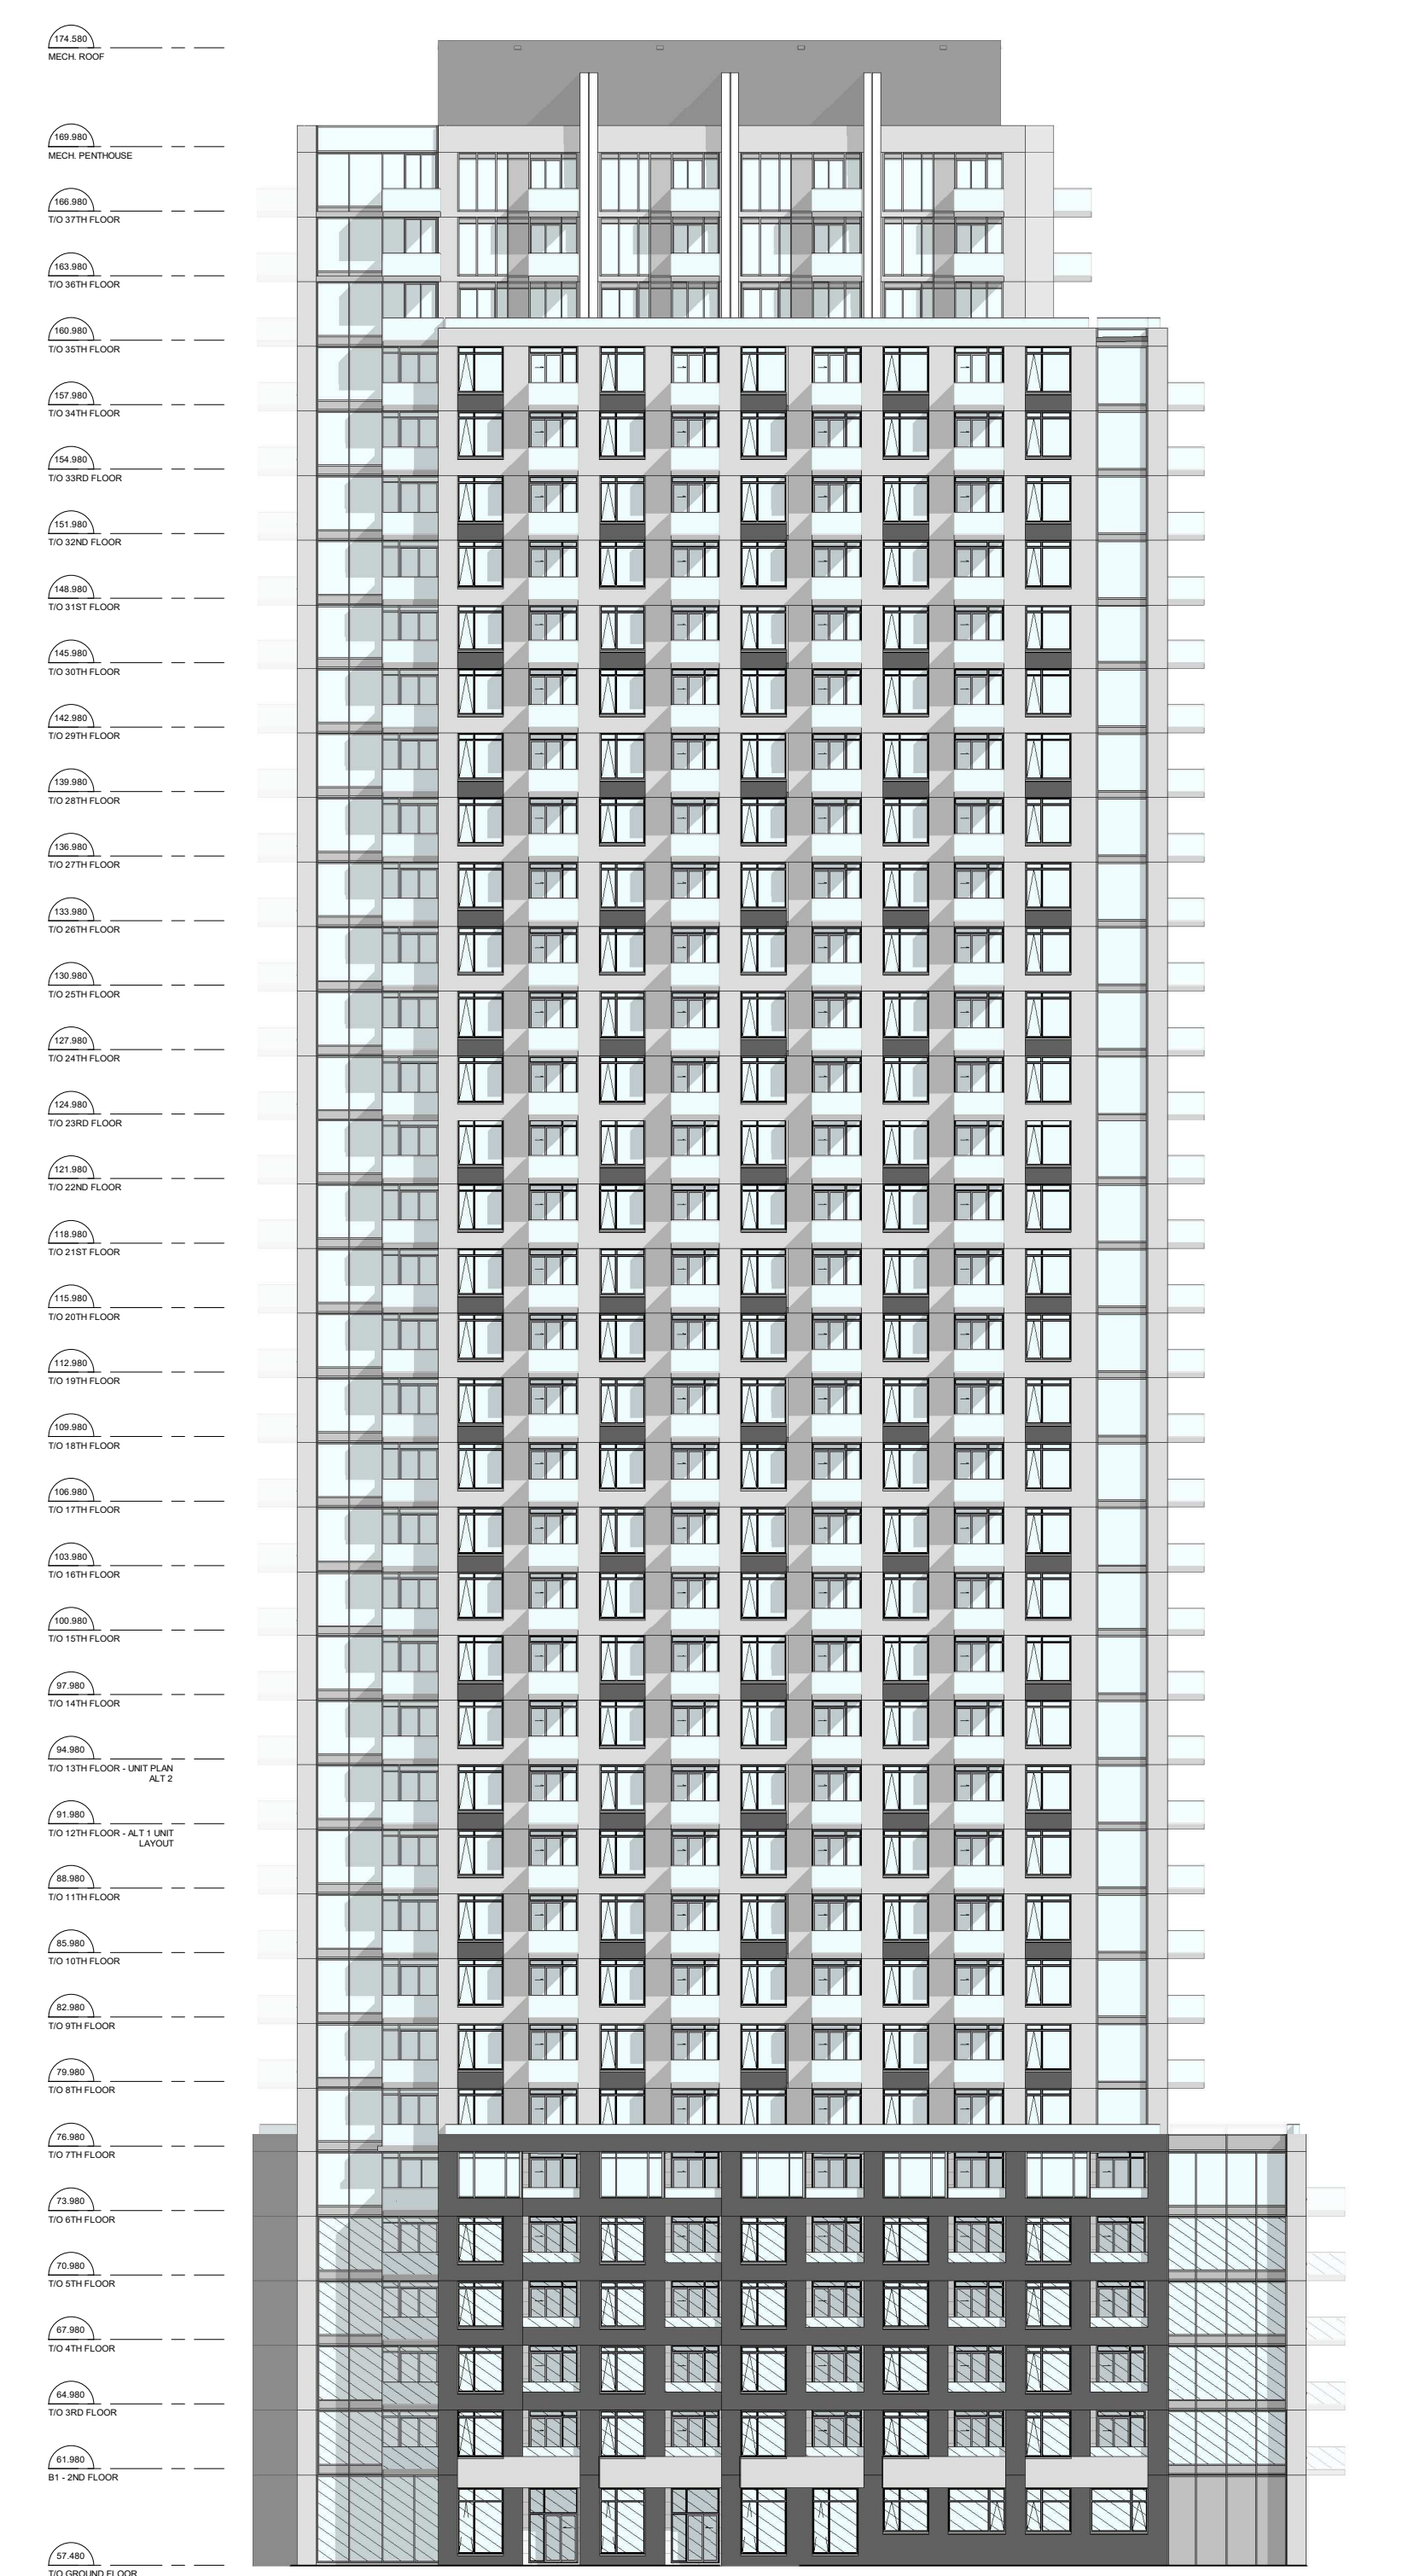 174.580
MECH. ROOF
169.980
MECH. PENTHOUSE
166.980
T/O 37TH FLOOR
163.980
T/O 36TH FLOOR
160.980
T/O 35TH FLOOR
157.980
T/O 34TH FLOOR
154.980
T/O 33RD FLOOR
151.980
T/O 32ND FLOOR
148.980
T/O 31ST FLOOR
145.980
T/O 30TH FLOOR
142.980
T/O 29TH FLOOR
139.980
T/O 28TH FLOOR
136.980
T/O 27TH FLOOR
133.980
T/O 26TH FLOOR
130.980
T/O 25TH FLOOR
127.980
T/O 24TH FLOOR
124.980
T/O 23RD FLOOR
121.980
T/O 22ND FLOOR
118.980
T/O 21ST FLOOR
115.980
T/O 20TH FLOOR
112.980
T/O 19TH FLOOR
109.980
T/O 18TH FLOOR
106.980
T/O 17TH FLOOR
103.980
T/O 16TH FLOOR
100.980
T/O 15TH FLOOR
97.980
T/O 14TH FLOOR
94.980
T/O 13TH FLOOR - UNIT PLAN
ALT 2
91.980
T/O 12TH FLOOR - ALT 1 UNIT
LAYOUT
88.980
T/O 11TH FLOOR
85.980
T/O 10TH FLOOR
82.980
T/O 9TH FLOOR
79.980
T/O 8TH FLOOR
76.980
T/O 7TH FLOOR
73.980
T/O 6TH FLOOR
70.980
T/O 5TH FLOOR
67.980
T/O 4TH FLOOR
64.980
T/O 3RD FLOOR
61.980
B1 - 2ND FLOOR
57.480
T/O GROUND FLOOR